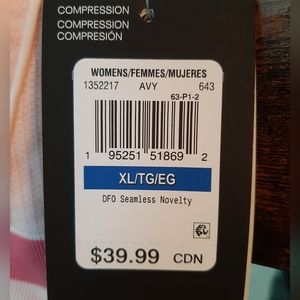 COMPRESSION
COMPRESSION
COMPRESIÓN
WOMENS/FEMMES/MUJERES
1352217 AVY 643
63-P1-2
1 95251 51869 2
XL/TG/EG
DFO Seamless Novelty
$39.99 CDN